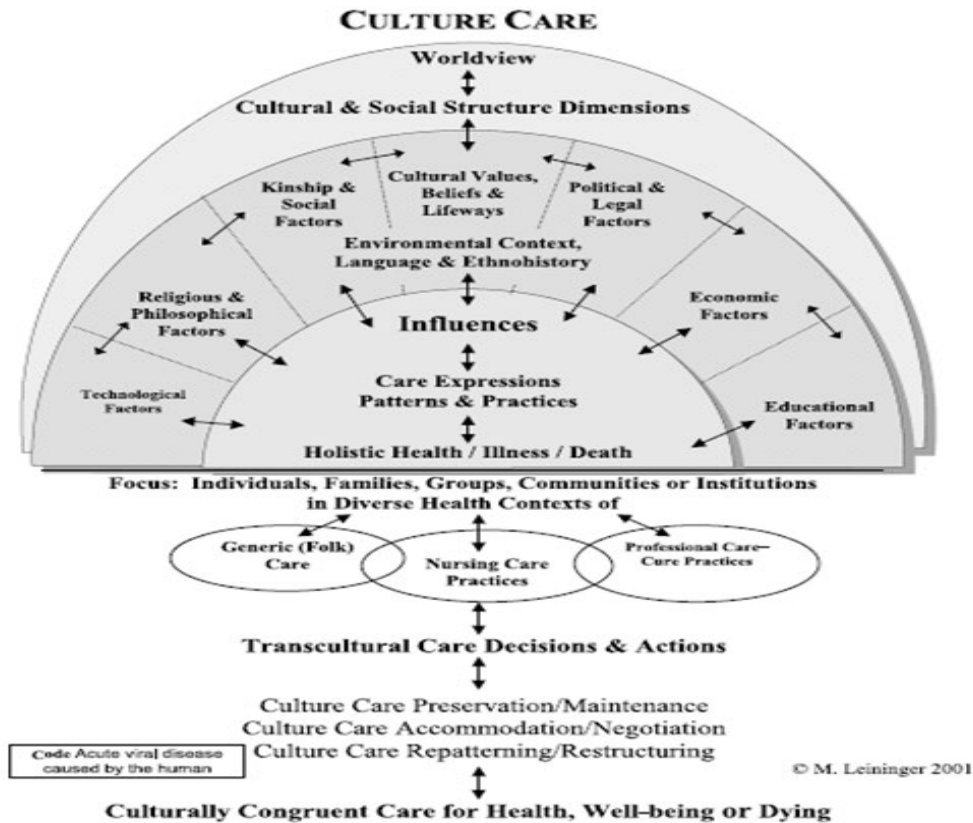 CULTURE CARE
Worldview
Cultural & Social Structure Dimensions
Kinship &
Social
Factors
Cultural Values,
Beliefs &
Lifeways
Political &
Legal
Factors
Environmental Context,
Language & Ethnohistory
Religious &
Philosophical
Factors
Economic
Factors
Influences
Technological
Factors
Care Expressions
Patterns & Practices
Educational
Factors
Holistic Health / Illness / Death
Focus: Individuals, Families, Groups, Communities or Institutions
in Diverse Health Contexts of
Generic (Folk)
Care
Nursing Care
Practices
Professional Care–
Cure Practices
Transcultural Care Decisions & Actions
Culture Care Preservation/Maintenance
Culture Care Accommodation/Negotiation
Culture Care Repatterning/Restructuring
Code Acute viral disease
caused by the human
© M. Leininger 2001
Culturally Congruent Care for Health, Well-being or Dying